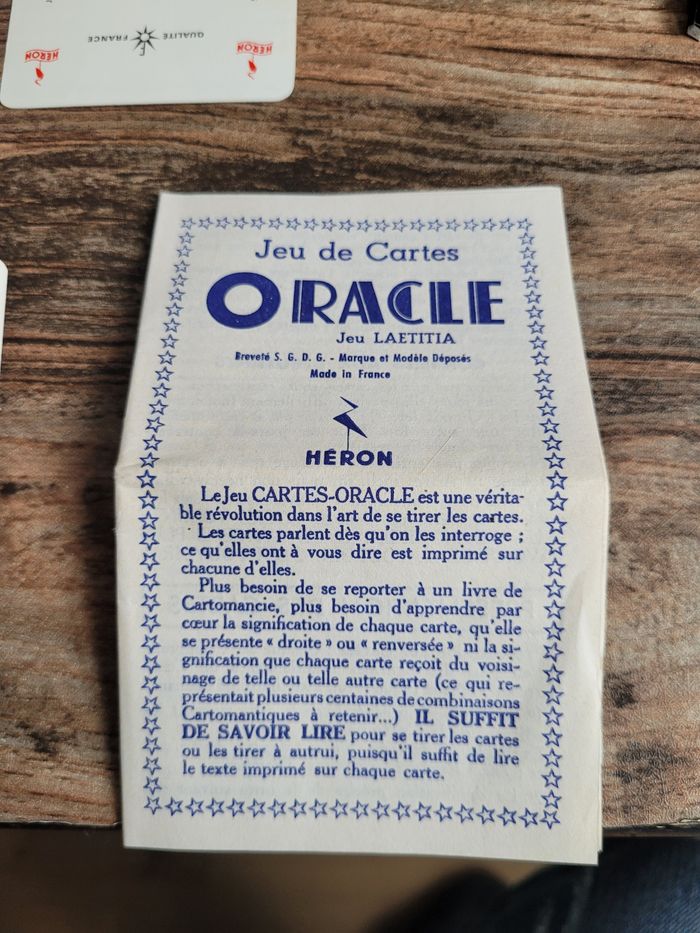 HÉRON
QUALITÉ
FRANCE
HÉRON
Jeu de Cartes
ORACLE
Jeu LAETITIA
Breveté S. G. D. G. - Marque et Modèle Déposés
Made in France
HÉRON
Le Jeu CARTES-ORACLE est une vérita-
ble révolution dans l'art de se tirer les cartes.
Les cartes parlent dès qu'on les interroge ;
ce qu'elles ont à vous dire est imprimé sur
chacune d'elles.
Plus besoin de se reporter à un livre de
Cartomancie, plus besoin d'apprendre par
cœur la signification de chaque carte, qu'elle
se présente « droite » ou « renversée » ni la si-
gnification que chaque carte reçoit du voisi-
nage de telle ou telle autre carte (ce qui re-
présentait plusieurs centaines de combinaisons
Cartomantiques à retenir...) IL SUFFIT
DE SAVOIR LIRE pour se tirer les cartes
ou les tirer à autrui, puisqu'il suffit de lire
le texte imprimé sur chaque carte.